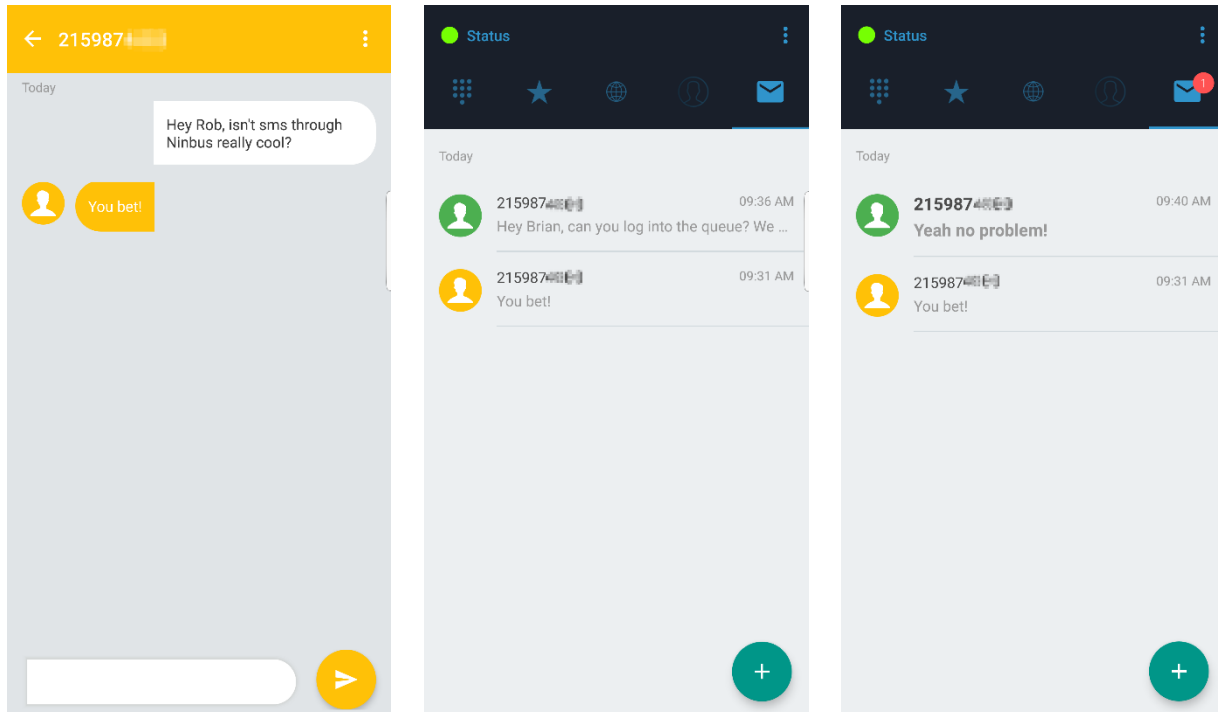 215987
Today
Hey Rob, isn't sms through
Ninbus really cool?
You bet!
Status
Today
215987
09:36 AM
Hey Brian, can you log into the queue? We ...
215987
09:31 AM
You bet!
Status
1
Today
215987
09:40 AM
Yeah no problem!
215987
09:31 AM
You bet!